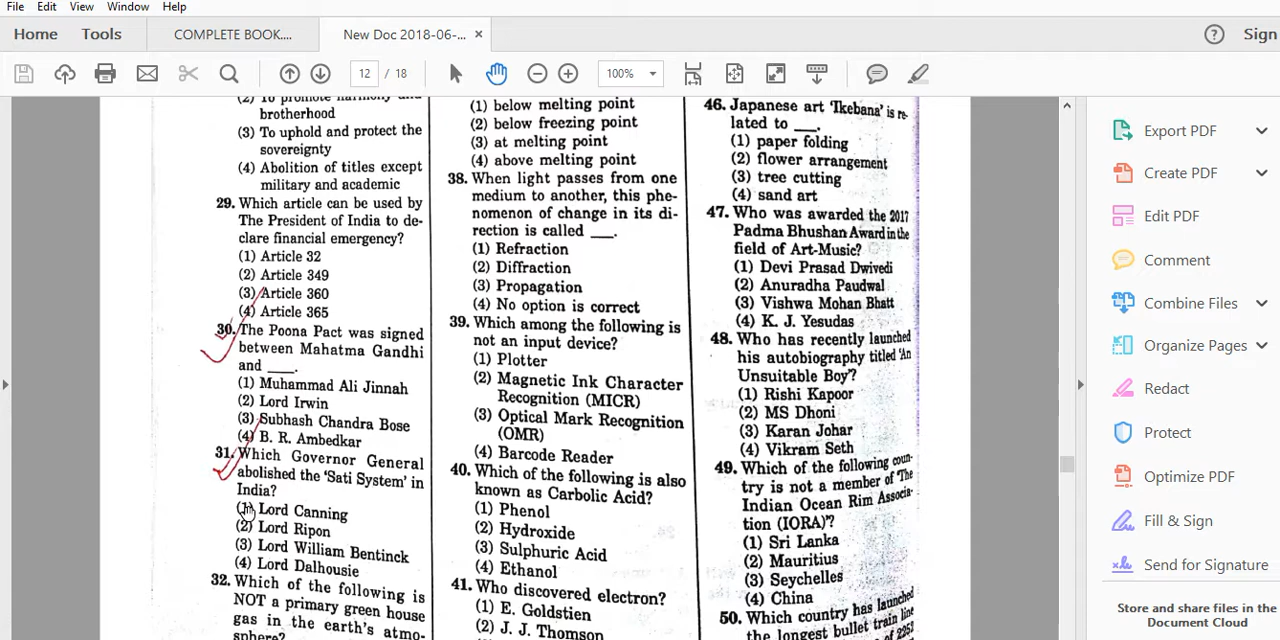 File Edit View Window Help
Home Tools COMPLETE BOOK.... New Doc 2018-06-... × Sign
12 / 18 100%
(2) To promote harmony and
brotherhood
(3) To uphold and protect the
sovereignty
(4) Abolition of titles except
military and academic
29. Which article can be used by
The President of India to de-
clare financial emergency?
(1) Article 32
(2) Article 349
(3) Article 360
(4) Article 365
30. The Poona Pact was signed
between Mahatma Gandhi
and ___.
(1) Muhammad Ali Jinnah
(2) Lord Irwin
(3) Subhash Chandra Bose
(4) B. R. Ambedkar
31. Which Governor General
abolished the 'Sati System' in
India?
(1) Lord Canning
(2) Lord Ripon
(3) Lord William Bentinck
(4) Lord Dalhousie
32. Which of the following is
NOT a primary green house
gas in the earth's atmo-
sphere?
(1) below melting point
(2) below freezing point
(3) at melting point
(4) above melting point
38. When light passes from one
medium to another, this phe-
nomenon of change in its di-
rection is called ___.
(1) Refraction
(2) Diffraction
(3) Propagation
(4) No option is correct
39. Which among the following is
not an input device?
(1) Plotter
(2) Magnetic Ink Character
Recognition (MICR)
(3) Optical Mark Recognition
(OMR)
(4) Barcode Reader
40. Which of the following is also
known as Carbolic Acid?
(1) Phenol
(2) Hydroxide
(3) Sulphuric Acid
(4) Ethanol
41. Who discovered electron?
(1) E. Goldstien
(2) J. J. Thomson
46. Japanese art 'Ikebana' is re-
lated to ___.
(1) paper folding
(2) flower arrangement
(3) tree cutting
(4) sand art
47. Who was awarded the 2017
Padma Bhushan Award in the
field of Art-Music?
(1) Devi Prasad Dwivedi
(2) Anuradha Paudwal
(3) Vishwa Mohan Bhatt
(4) K. J. Yesudas
48. Who has recently launched
his autobiography titled 'An
Unsuitable Boy'?
(1) Rishi Kapoor
(2) MS Dhoni
(3) Karan Johar
(4) Vikram Seth
49. Which of the following coun-
try is not a member of 'The
Indian Ocean Rim Associa-
tion (IORA)'?
(1) Sri Lanka
(2) Mauritius
(3) Seychelles
(4) China
50. Which country has launched
the longest bullet train line
Export PDF
Create PDF
Edit PDF
Comment
Combine Files
Organize Pages
Redact
Protect
Optimize PDF
Fill & Sign
Send for Signature
Store and share files in the
Document Cloud